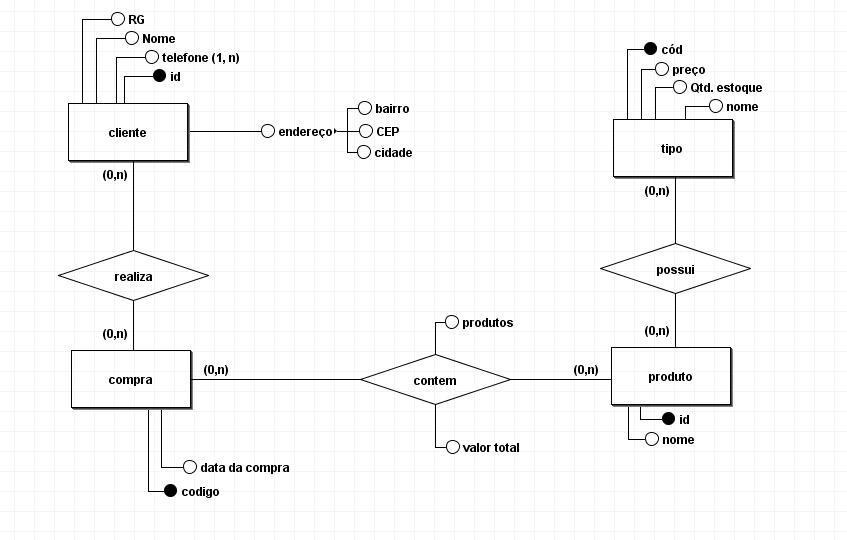 RG
Nome
telefone (1, n)
id
cliente
endereço
bairro
CEP
cidade
(0,n)
realiza
(0,n)
compra
(0,n)
data da compra
codigo
produtos
contem
valor total
(0,n)
cód
preço
Qtd. estoque
nome
tipo
(0,n)
possui
(0,n)
produto
id
nome